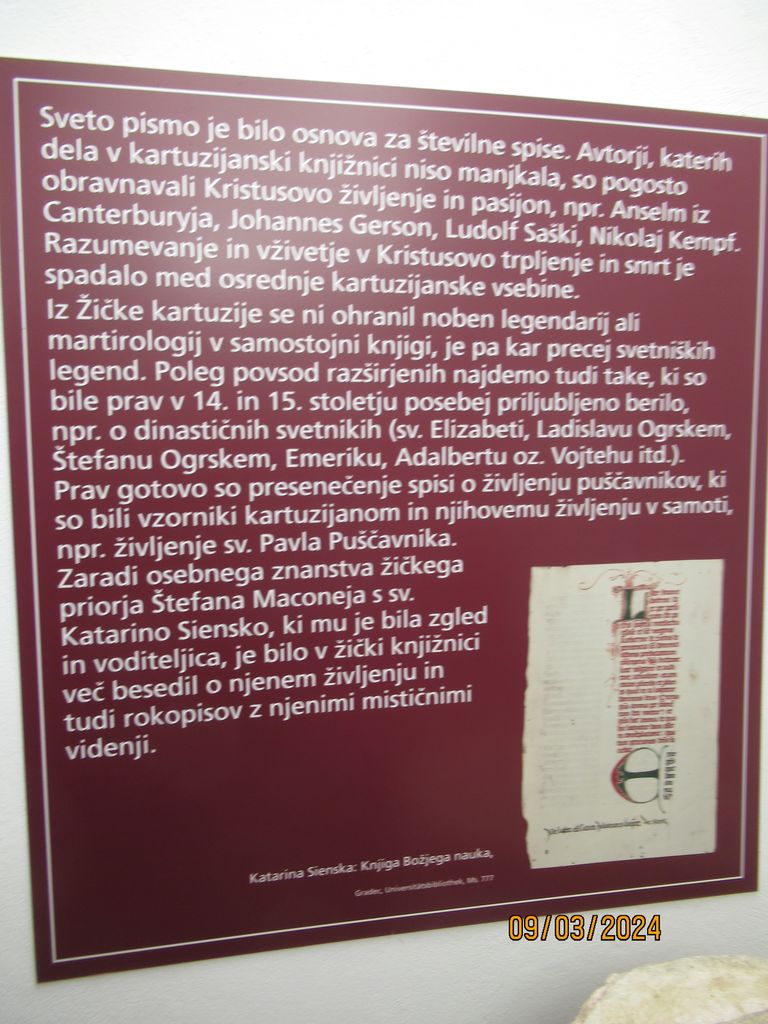 Sveto pismo je bilo osnova za številne spise. Avtorji, katerih
dela v kartuzijanski knjižnici niso manjkala, so pogosto
obravnavali Kristusovo življenje in pasijon, npr. Anselm iz
Canterburyja, Johannes Gerson, Ludolf Saški, Nikolaj Kempf.
Razumevanje in vživetje v Kristusovo trpljenje in smrt je
spadalo med osrednje kartuzijanske vsebine.
Iz Žičke kartuzije se ni ohranil noben legendarij ali
martirologij v samostojni knjigi, je pa kar precej svetniških
legend. Poleg povsod razširjenih najdemo tudi take, ki so
bile prav v 14. in 15. stoletju posebej priljubljeno berilo,
npr. o dinastičnih svetnikih (sv. Elizabeti, Ladislavu Ogrskem,
Štefanu Ogrskem, Emeriku, Adalbertu oz. Vojtehu itd.).
Prav gotovo so presenečenje spisi o življenju puščavnikov, ki
so bili vzorniki kartuzijanom in njihovemu življenju v samoti,
npr. življenje sv. Pavla Puščavnika.
Zaradi osebnega znanstva žičkega
priorja Štefana Maconeja s sv.
Katarino Siensko, ki mu je bila zgled
in voditeljica, je bilo v žički knjižnici
več besedil o njenem življenju in
tudi rokopisov z njenimi mističnimi
videnji.
Katarina Sienska: Knjiga Božjega nauka,
Gradec, Universitätsbibliothek, Ms. 777
09/03/2024